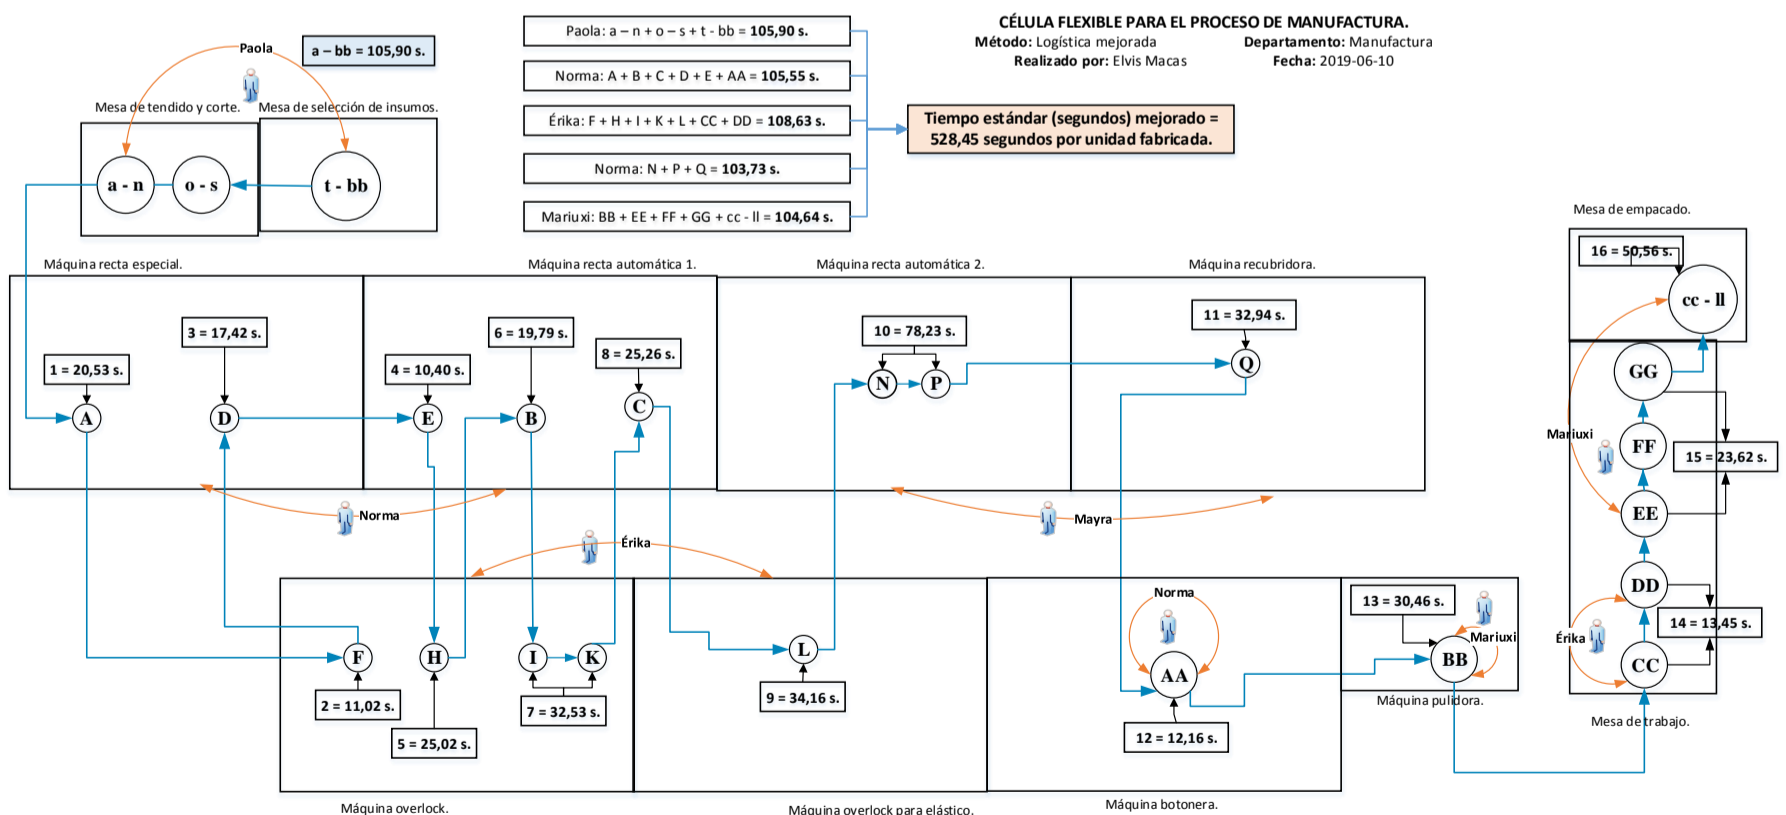 CÉLULA FLEXIBLE PARA EL PROCESO DE MANUFACTURA.
Método: Logística mejorada
Departamento: Manufactura
Realizado por: Elvis Macas
Fecha: 2019-06-10
Paola
a – bb = 105,90 s.
Mesa de tendido y corte.
Mesa de selección de insumos.
a - n
o - s
t - bb
Paola: a – n + o – s + t - bb = 105,90 s.
Norma: A + B + C + D + E + AA = 105,55 s.
Érika: F + H + I + K + L + CC + DD = 108,63 s.
Norma: N + P + Q = 103,73 s.
Mariuxi: BB + EE + FF + GG + cc - ll = 104,64 s.
Tiempo estándar (segundos) mejorado =
528,45 segundos por unidad fabricada.
Máquina recta especial.
Máquina recta automática 1.
Máquina recta automática 2.
Máquina recubridora.
1 = 20,53 s.
A
3 = 17,42 s.
D
4 = 10,40 s.
E
6 = 19,79 s.
B
8 = 25,26 s.
C
10 = 78,23 s.
N
P
11 = 32,94 s.
Q
Norma
Érika
Mayra
F
2 = 11,02 s.
H
5 = 25,02 s.
I
K
7 = 32,53 s.
Máquina overlock.
L
9 = 34,16 s.
Máquina overlock para elástico.
Norma
AA
12 = 12,16 s.
Máquina botonera.
13 = 30,46 s.
Mariuxi
BB
Máquina pulidora.
Mesa de empacado.
16 = 50,56 s.
cc - ll
GG
Mariuxi
FF
15 = 23,62 s.
EE
DD
14 = 13,45 s.
Érika
CC
Mesa de trabajo.